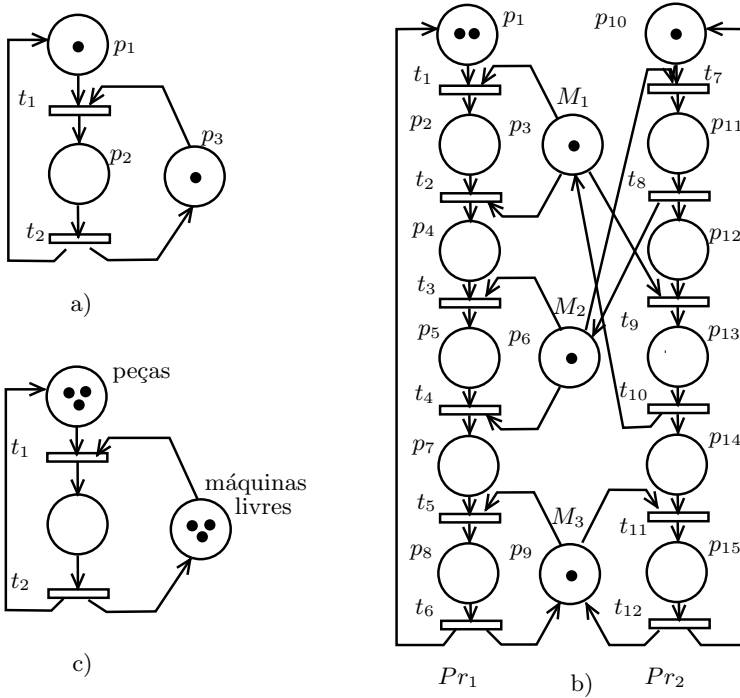 p1
t1
p2
p3
t2
a)
peças
t1
máquinas
livres
t2
c)
p1
p10
t1
t7
M1
p2
p3
p11
t2
t8
p4
p12
t3
M2
t9
p5
p6
p13
t4
t10
p7
p14
t5
M3
t11
p8
p9
p15
t6
t12
Pr1
b)
Pr2